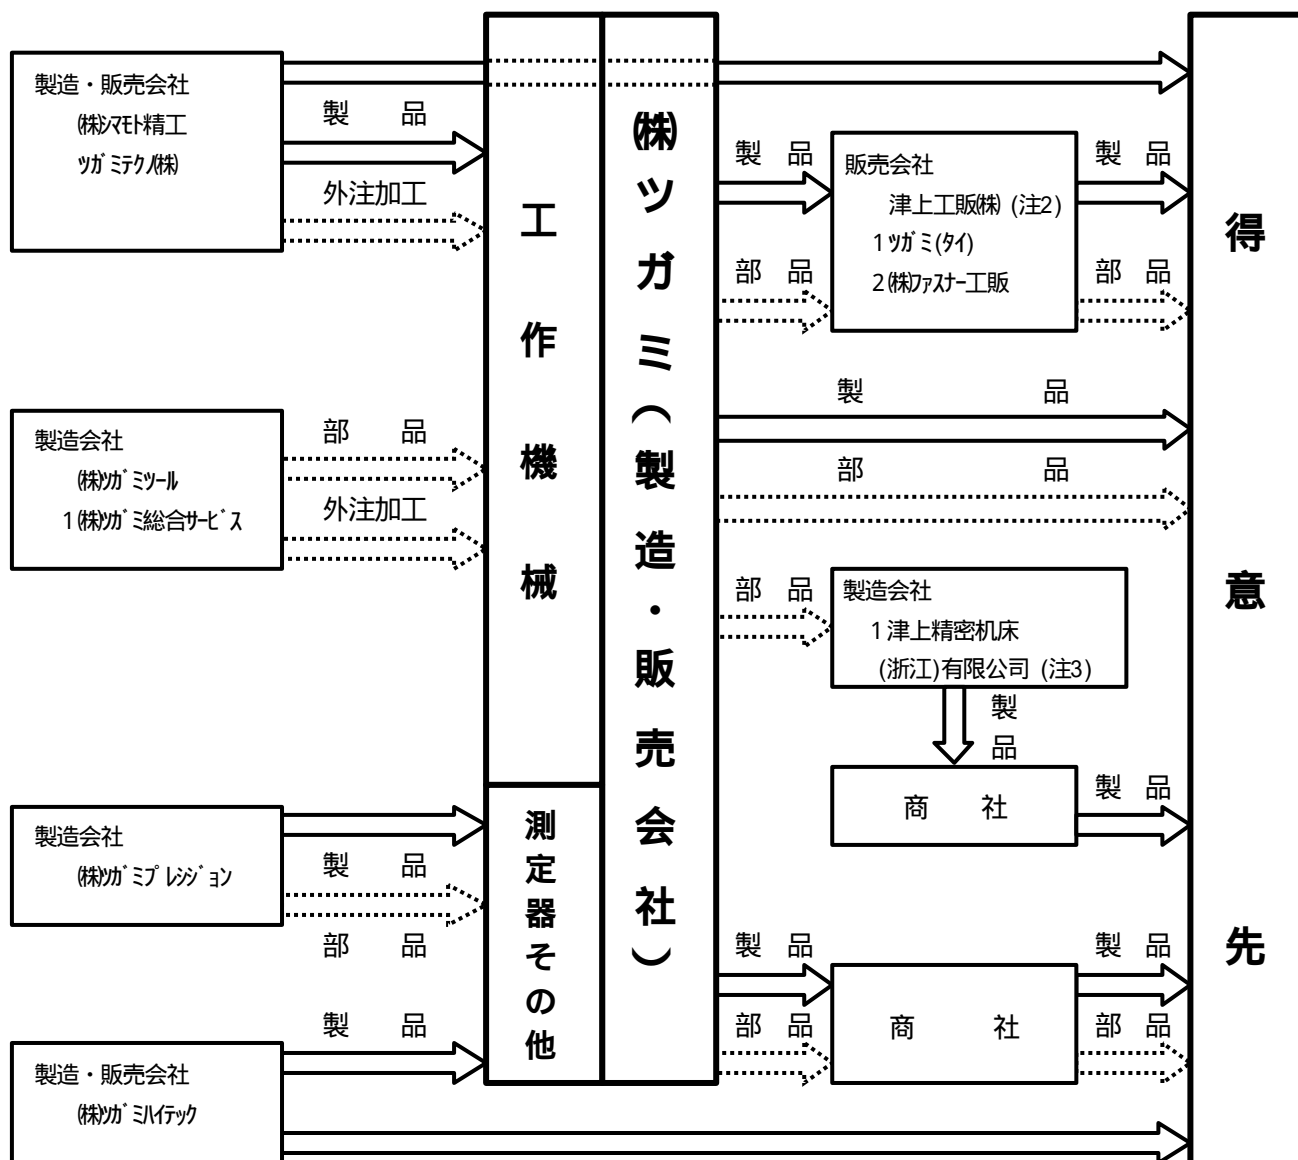 製造・販売会社
㈱シマモト精工
ツガミテクノ㈱
製 品
外注加工
製造会社
㈱ツガミツール
1㈱ツガミ総合サービス
部 品
外注加工
製造会社
㈱ツガミプレシジョン
製 品
部 品
製造・販売会社
㈱ツガミハイテック
製 品
工作機械
測定器その他
㈱ツガミ(製造・販売会社)
製 品
部 品
販売会社
津上工販㈱ (注2)
1ツガミ(タイ)
2㈱ファスナー工販
製 品
部 品
製 品
部 品
部 品
製造会社
1津上精密机床
(浙江)有限公司 (注3)
製
品
商 社
製 品
製 品
部 品
商 社
製 品
部 品
得意先